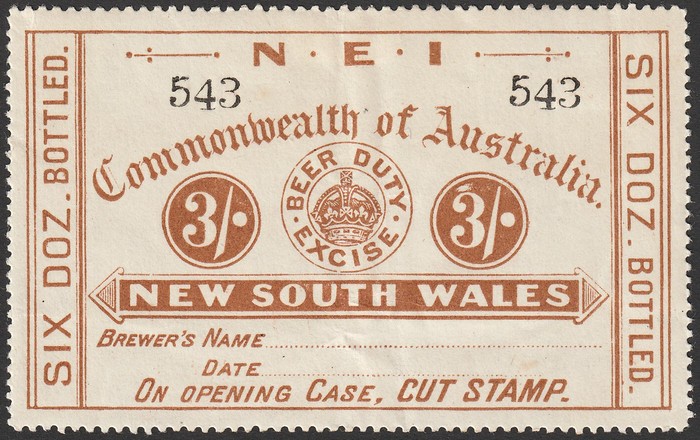 N · E · I
543 543
Commonwealth of Australia.
BEER DUTY
3/· 3/·
EXCISE
NEW SOUTH WALES
BREWER'S NAME
DATE
ON OPENING CASE, CUT STAMP.
SIX DOZ. BOTTLED.
SIX DOZ. BOTTLED.